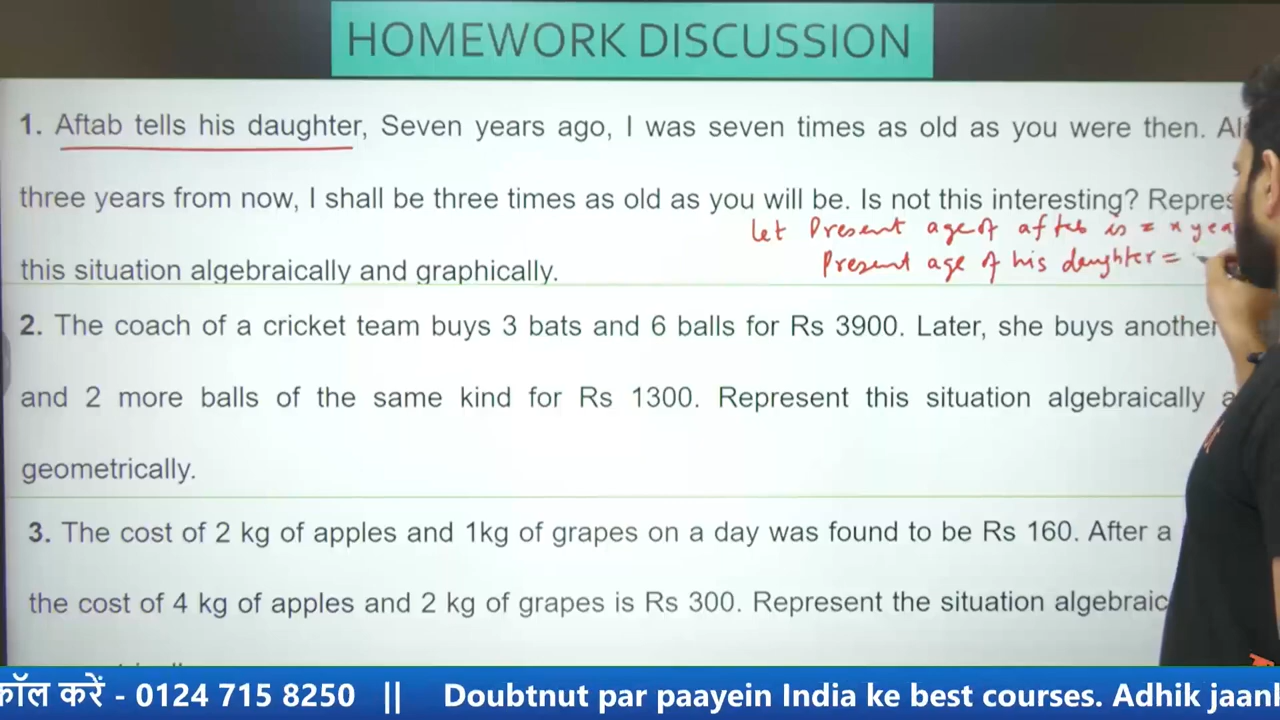 HOMEWORK DISCUSSION
1. Aftab tells his daughter, Seven years ago, I was seven times as old as you were then.
three years from now, I shall be three times as old as you will be. Is not this interesting?
let Present age of aftab is = x
this situation algebraically and graphically.
Present age of his daughter =
2. The coach of a cricket team buys 3 bats and 6 balls for Rs 3900. Later, she buys another
and 2 more balls of the same kind for Rs 1300. Represent this situation algebraically
geometrically.
3. The cost of 2 kg of apples and 1kg of grapes on a day was found to be Rs 160. After a
the cost of 4 kg of apples and 2 kg of grapes is Rs 300. Represent the situation
कॉल करें - 0124 715 8250 || Doubtnut par paayein India ke best courses. Adhik